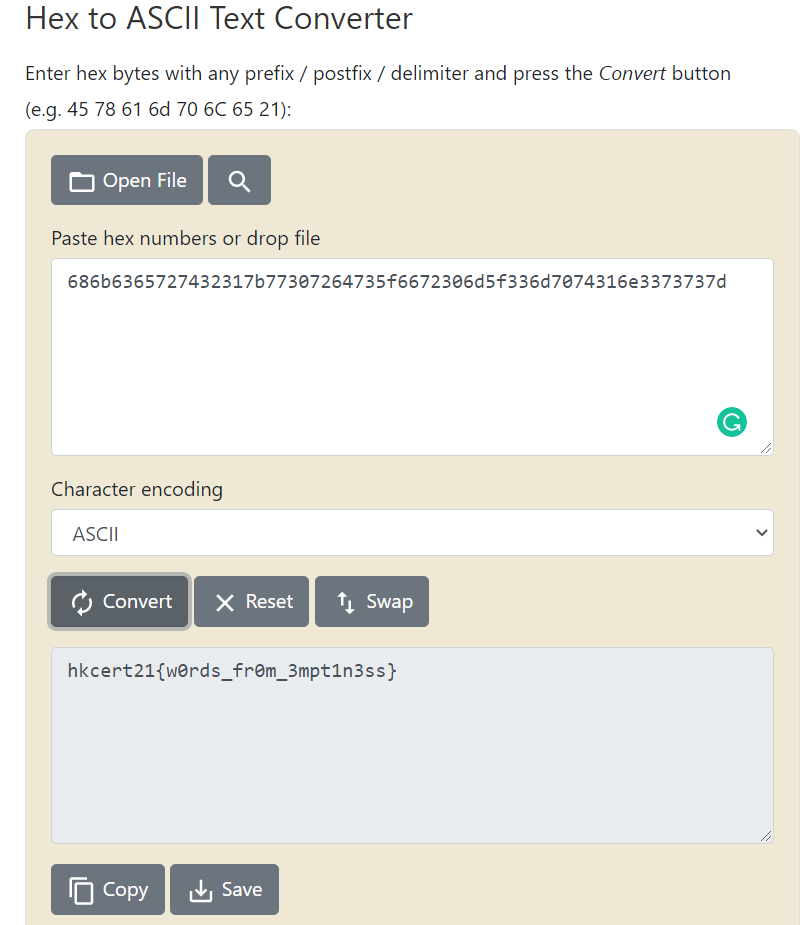 Hex to ASCII Text Converter
Enter hex bytes with any prefix / postfix / delimiter and press the Convert button
(e.g. 45 78 61 6d 70 6C 65 21):
Open File
Paste hex numbers or drop file
686b6365727432317b77307264735f6672306d5f336d7074316e3373737d
Character encoding
ASCII
Convert Reset Swap
hkcert21{w0rds_fr0m_3mpt1n3ss}
Copy Save